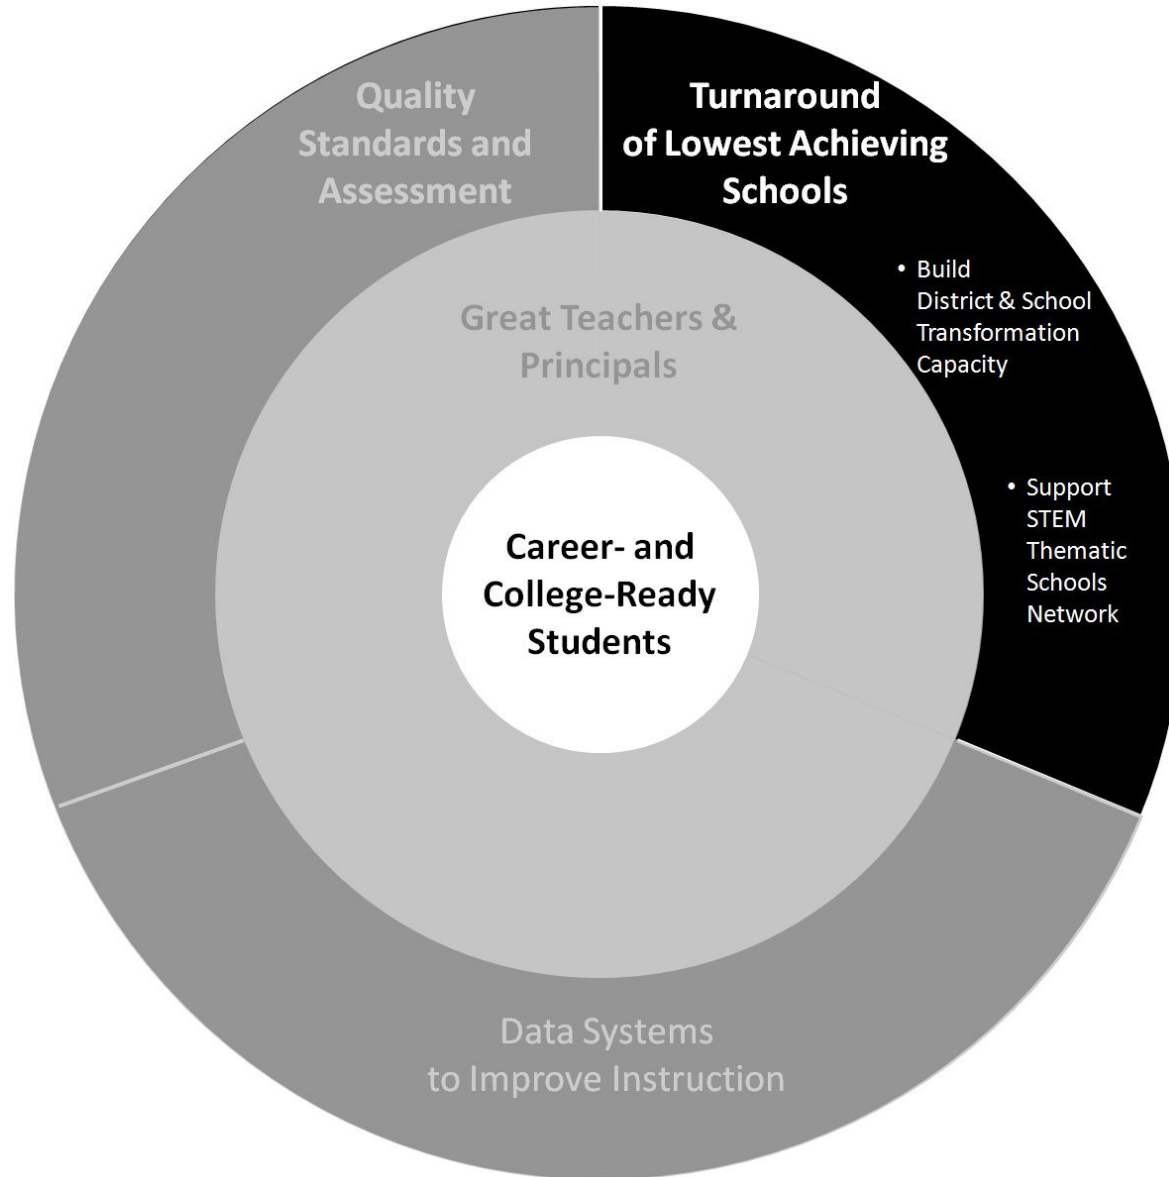 Quality
Standards and
Assessment
Turnaround
of Lowest Achieving
Schools
• Build
District & School
Transformation
Capacity
Great Teachers &
Principals
• Support
STEM
Thematic
Schools
Network
Career- and
College-Ready
Students
Data Systems
to Improve Instruction